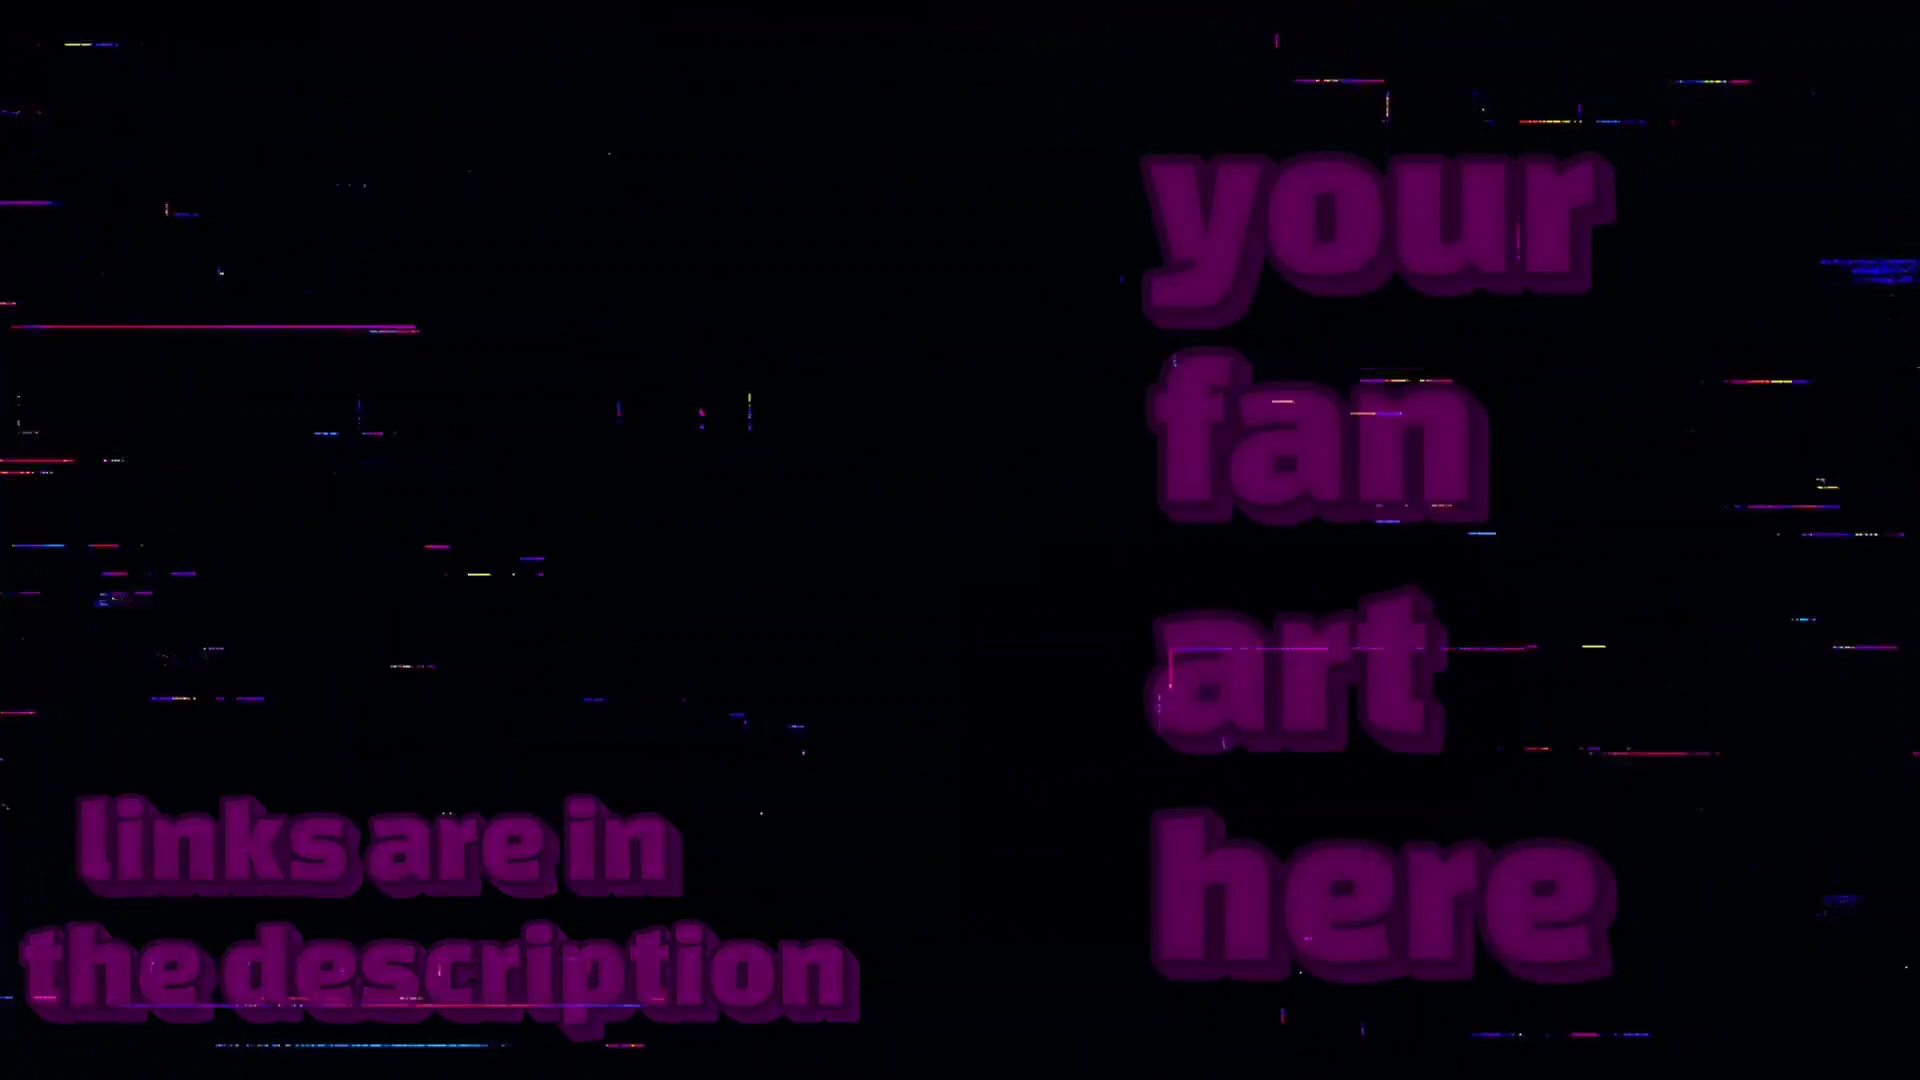 your
fan
art
here
links are in
the description